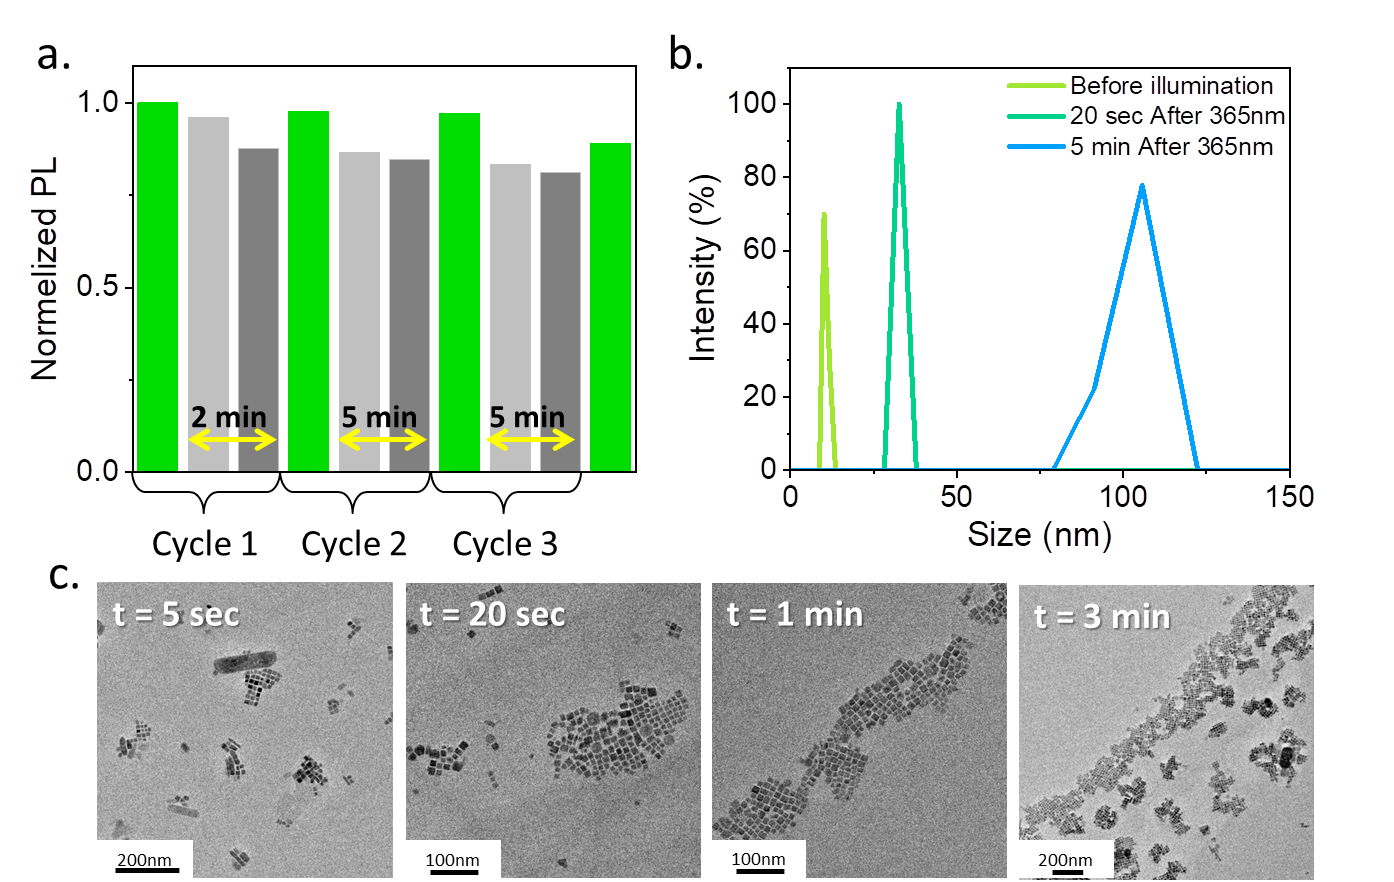 a.
1.0
0.5
0.0
Normelized PL
2 min
5 min
5 min
Cycle 1
Cycle 2
Cycle 3
b.
Before illumination
20 sec After 365nm
5 min After 365nm
100
80
60
40
20
0
Intensity (%)
0
50
100
150
Size (nm)
c.
t = 5 sec
200nm
t = 20 sec
100nm
t = 1 min
100nm
t = 3 min
200nm